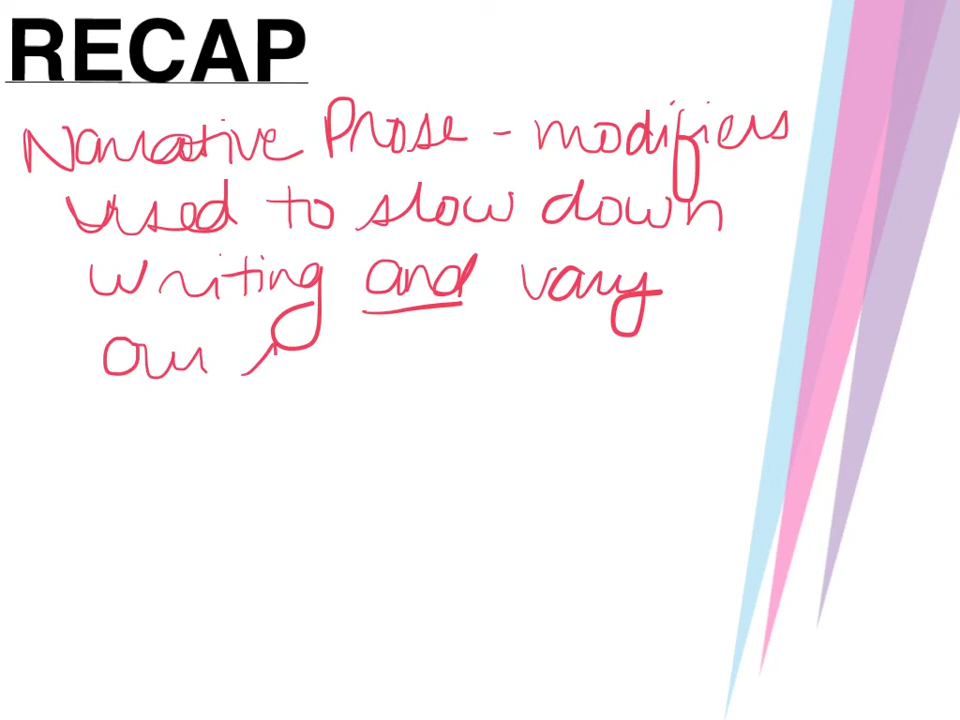 RECAP
Narrative Prose - modifiers
used to slow down
writing and vary
our